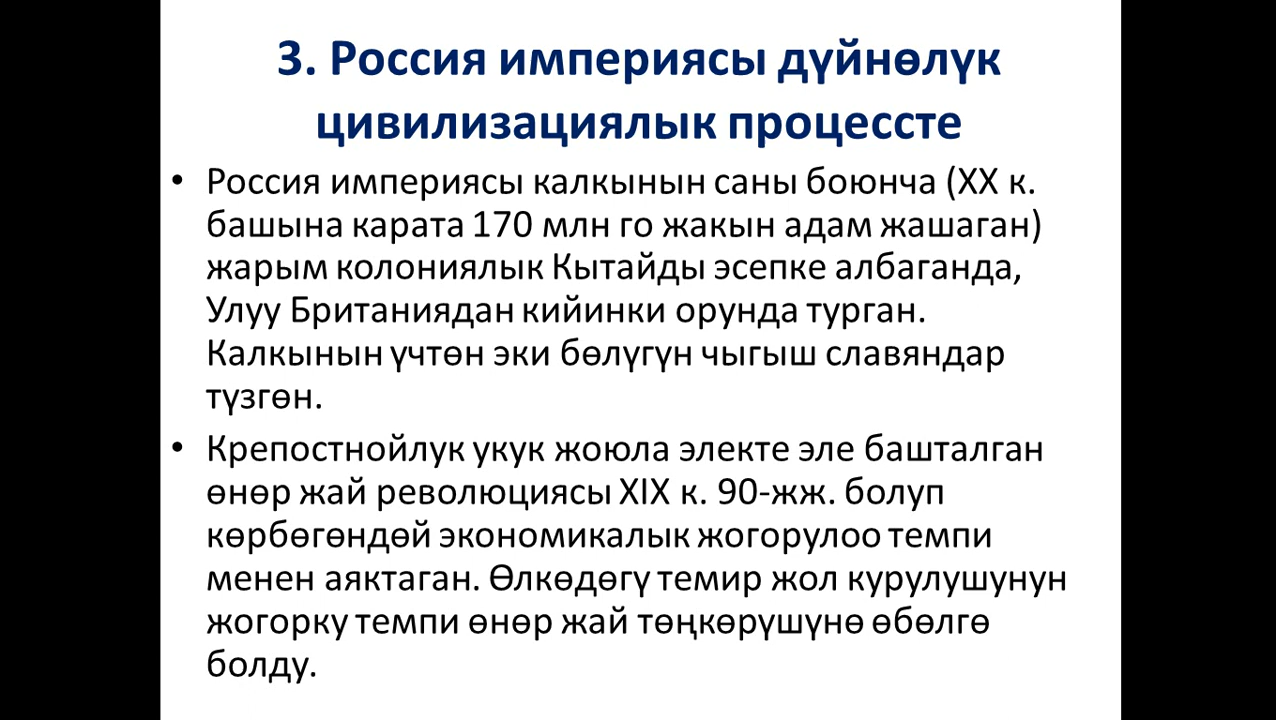 3. Россия империясы дүйнөлүк
цивилизациялык процессте
• Россия империясы калкынын саны боюнча (XX к.
башына карата 170 млн го жакын адам жашаган)
жарым колониялык Кытайды эсепке албаганда,
Улуу Британиядан кийинки орунда турган.
Калкынын үчтөн эки бөлүгүн чыгыш славяндар
түзгөн.
• Крепостнойлук укук жоюла электе эле башталган
өнөр жай революциясы XIX к. 90-жж. болуп
көрбөгөндөй экономикалык жогорулоо темпи
менен аяктаган. Өлкөдөгү темир жол курулушунун
жогорку темпи өнөр жай төңкөрүшүнө өбөлгө
болду.